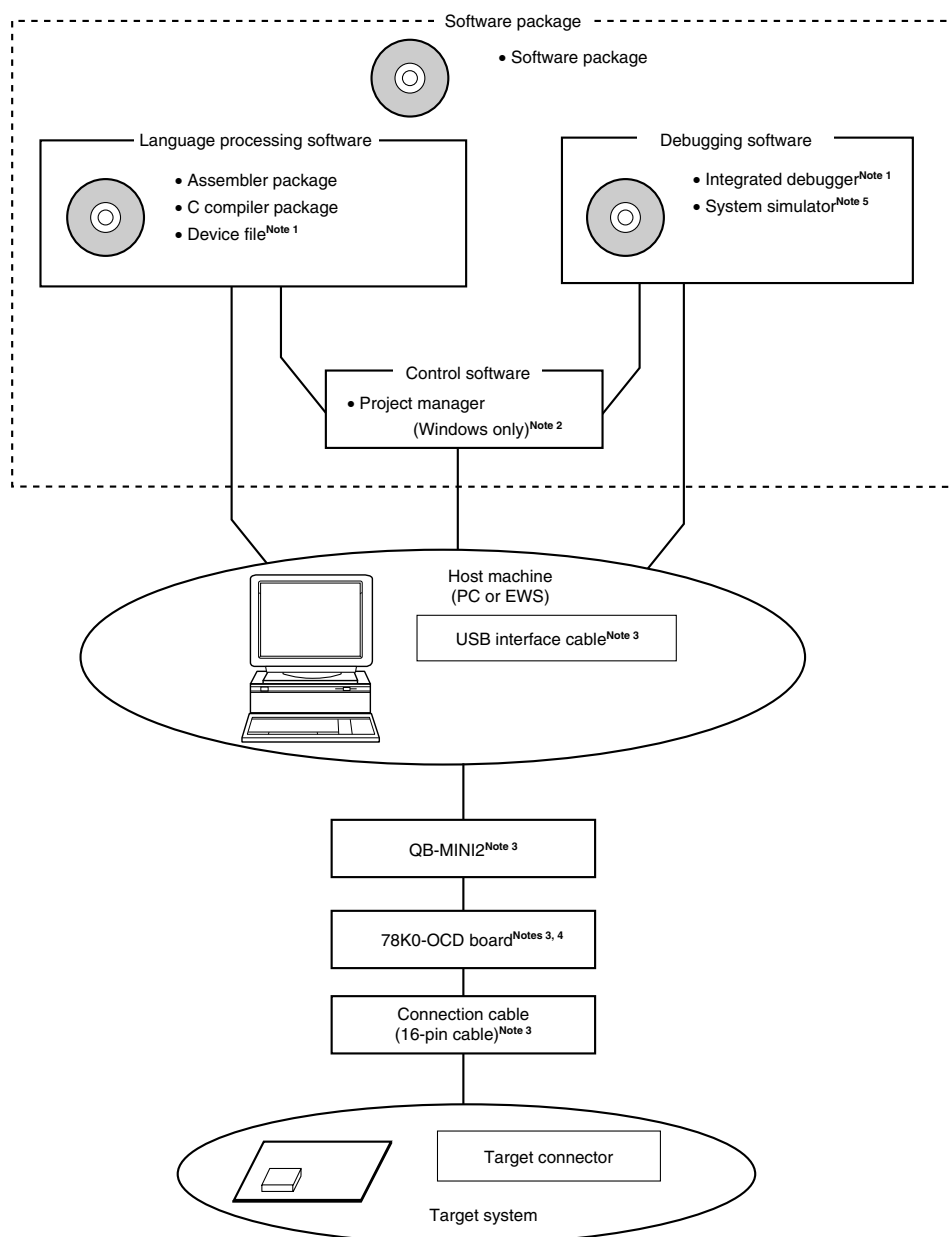 Software package
• Software package
Language processing software
• Assembler package
• C compiler package
• Device fileNote 1
Debugging software
• Integrated debuggerNote 1
• System simulatorNote 5
Control software
• Project manager
(Windows only)Note 2
Host machine
(PC or EWS)
USB interface cableNote 3
QB-MINI2Note 3
78K0-OCD boardNotes 3, 4
Connection cable
(16-pin cable)Note 3
Target connector
Target system